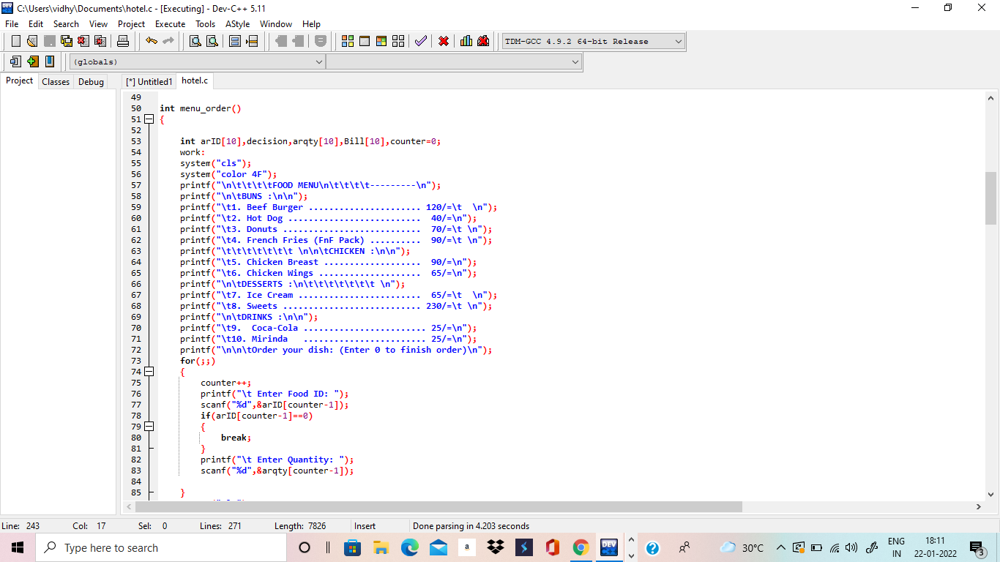 C:\Users\vidhy\Documents\hotel.c - [Executing] - Dev-C++ 5.11
File Edit Search View Project Execute Tools AStyle Window Help
TDM-GCC 4.9.2 64-bit Release
(globals)
Project Classes Debug [*] Untitled1 hotel.c
49
50 int menu_order()
51 {
52
53 int arID[10],decision,arqty[10],Bill[10],counter=0;
54 work:
55 system("cls");
56 system("color 4F");
57 printf("\n\t\t\t\tFOOD MENU\n\t\t\t\t---------\n");
58 printf("\n\tBUNS :\n\n");
59 printf("\t1. Beef Burger ...................... 120/=\t  \n");
60 printf("\t2. Hot Dog ..........................  40/=\n");
61 printf("\t3. Donuts ...........................  70/=\t \n");
62 printf("\t4. French Fries (FnF Pack) ..........  90/=\t \n");
63 printf("\t\t\t\t\t\t\t \n\n\tCHICKEN :\n\n");
64 printf("\t5. Chicken Breast ...................  90/=\n");
65 printf("\t6. Chicken Wings ....................  65/=\n");
66 printf("\n\tDESSERTS :\n\t\t\t\t\t\t\t \n");
67 printf("\t7. Ice Cream ........................  65/=\t  \n");
68 printf("\t8. Sweets ........................... 230/=\t \n");
69 printf("\n\tDRINKS :\n\n");
70 printf("\t9.  Coca-Cola ........................ 25/=\n");
71 printf("\t10. Mirinda   ........................ 25/=\n");
72 printf("\n\n\tOrder your dish: (Enter 0 to finish order)\n");
73 for(;;)
74 {
75 counter++;
76 printf("\t Enter Food ID: ");
77 scanf("%d",&arID[counter-1]);
78 if(arID[counter-1]==0)
79 {
80 break;
81 }
82 printf("\t Enter Quantity: ");
83 scanf("%d",&arqty[counter-1]);
84
85 }
Line: 243 Col: 17 Sel: 0 Lines: 271 Length: 7826 Insert Done parsing in 4.203 seconds
Type here to search a DEV 30°C ENG 18:11
IN 22-01-2022 3